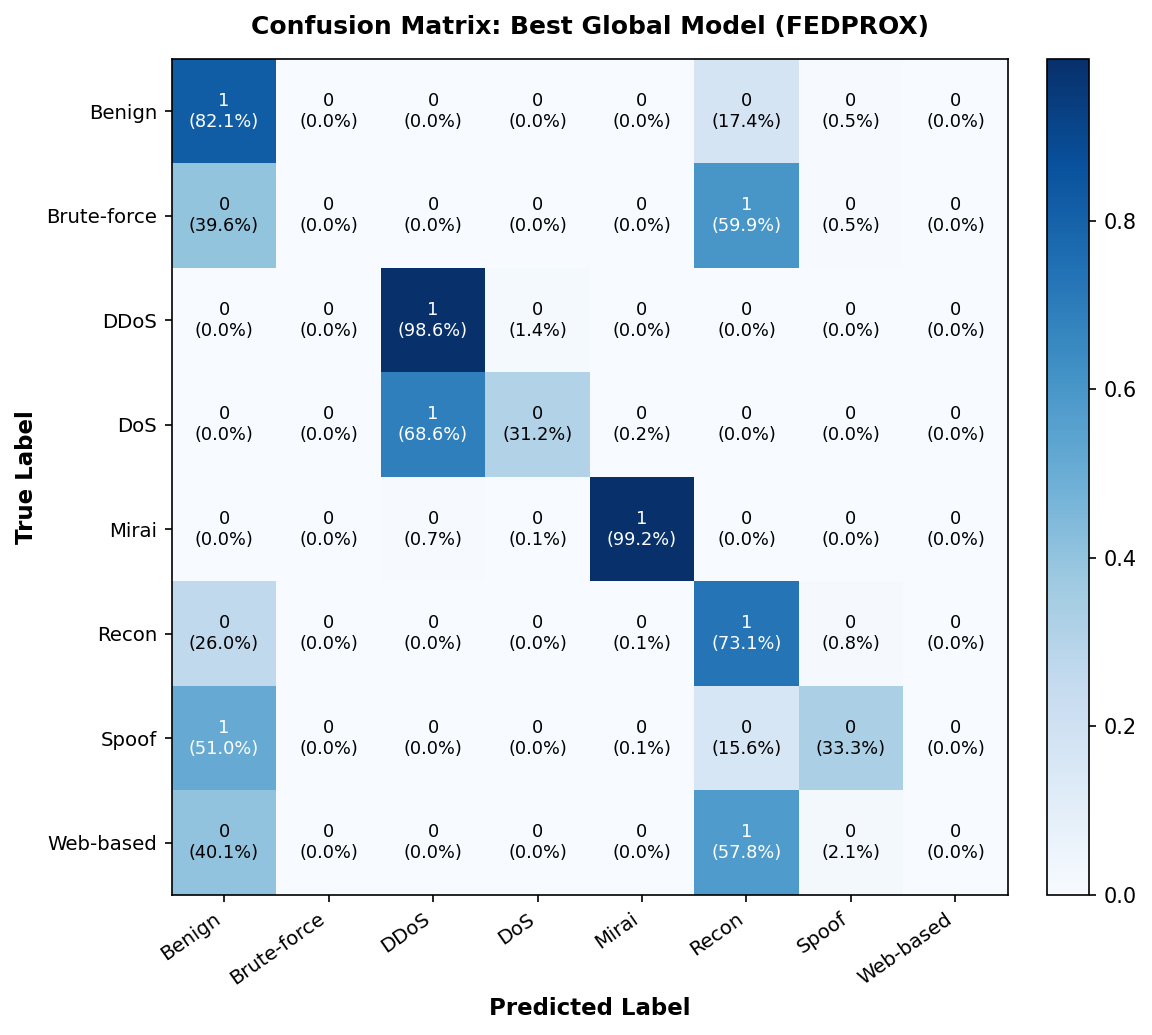 Confusion Matrix: Best Global Model (FEDPROX)
True Label
Benign
1 0 0 0 0 0 0 0
(82.1%) (0.0%) (0.0%) (0.0%) (0.0%) (17.4%) (0.5%) (0.0%)
Brute-force
0 0 0 0 0 1 0 0
(39.6%) (0.0%) (0.0%) (0.0%) (0.0%) (59.9%) (0.5%) (0.0%)
DDoS
0 0 1 0 0 0 0 0
(0.0%) (0.0%) (98.6%) (1.4%) (0.0%) (0.0%) (0.0%) (0.0%)
DoS
0 0 1 0 0 0 0 0
(0.0%) (0.0%) (68.6%) (31.2%) (0.2%) (0.0%) (0.0%) (0.0%)
Mirai
0 0 0 0 1 0 0 0
(0.0%) (0.0%) (0.7%) (0.1%) (99.2%) (0.0%) (0.0%) (0.0%)
Recon
0 0 0 0 0 1 0 0
(26.0%) (0.0%) (0.0%) (0.0%) (0.1%) (73.1%) (0.8%) (0.0%)
Spoof
1 0 0 0 0 0 0 0
(51.0%) (0.0%) (0.0%) (0.0%) (0.1%) (15.6%) (33.3%) (0.0%)
Web-based
0 0 0 0 0 1 0 0
(40.1%) (0.0%) (0.0%) (0.0%) (0.0%) (57.8%) (2.1%) (0.0%)
Benign Brute-force DDoS DoS Mirai Recon Spoof Web-based
Predicted Label
0.8
0.6
0.4
0.2
0.0